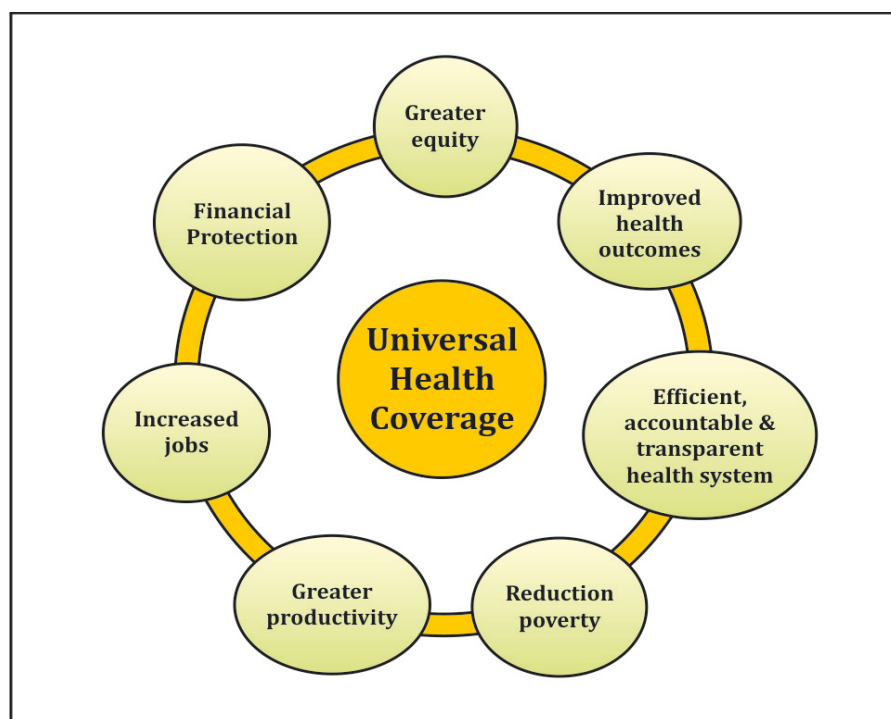 Greater
equity
Improved
health
outcomes
Efficient,
accountable &
transparent
health system
Reduction
poverty
Greater
productivity
Increased
jobs
Financial
Protection
Universal
Health
Coverage